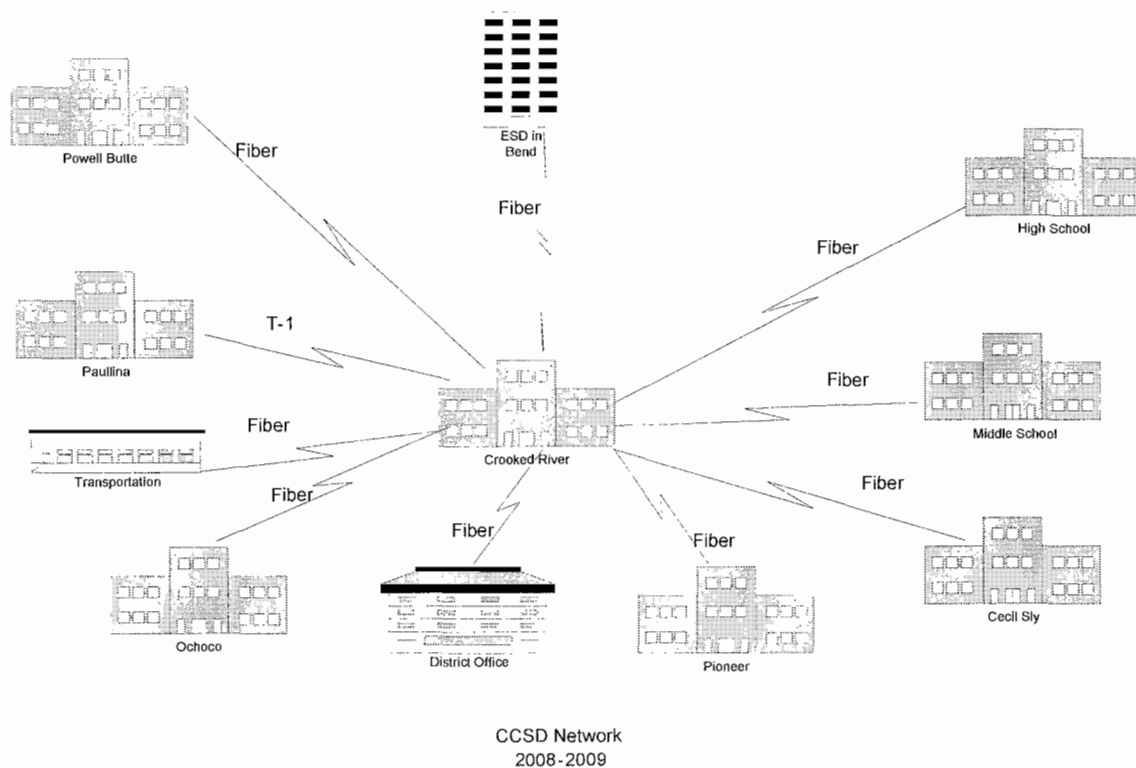 ESD in
Bend
Powell Butte
Fiber
High School
Fiber
Fiber
Paullina
T-1
Middle School
Fiber
Crooked River
Transportation
Fiber
Cecil Sly
Fiber
Ochoco
Fiber
District Office
Fiber
Pioneer
Fiber
CCSD Network
2008-2009